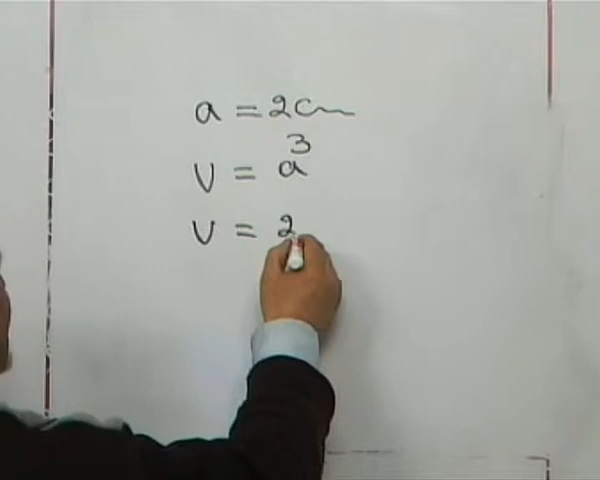 a = 2cm
V = a³
V = 2